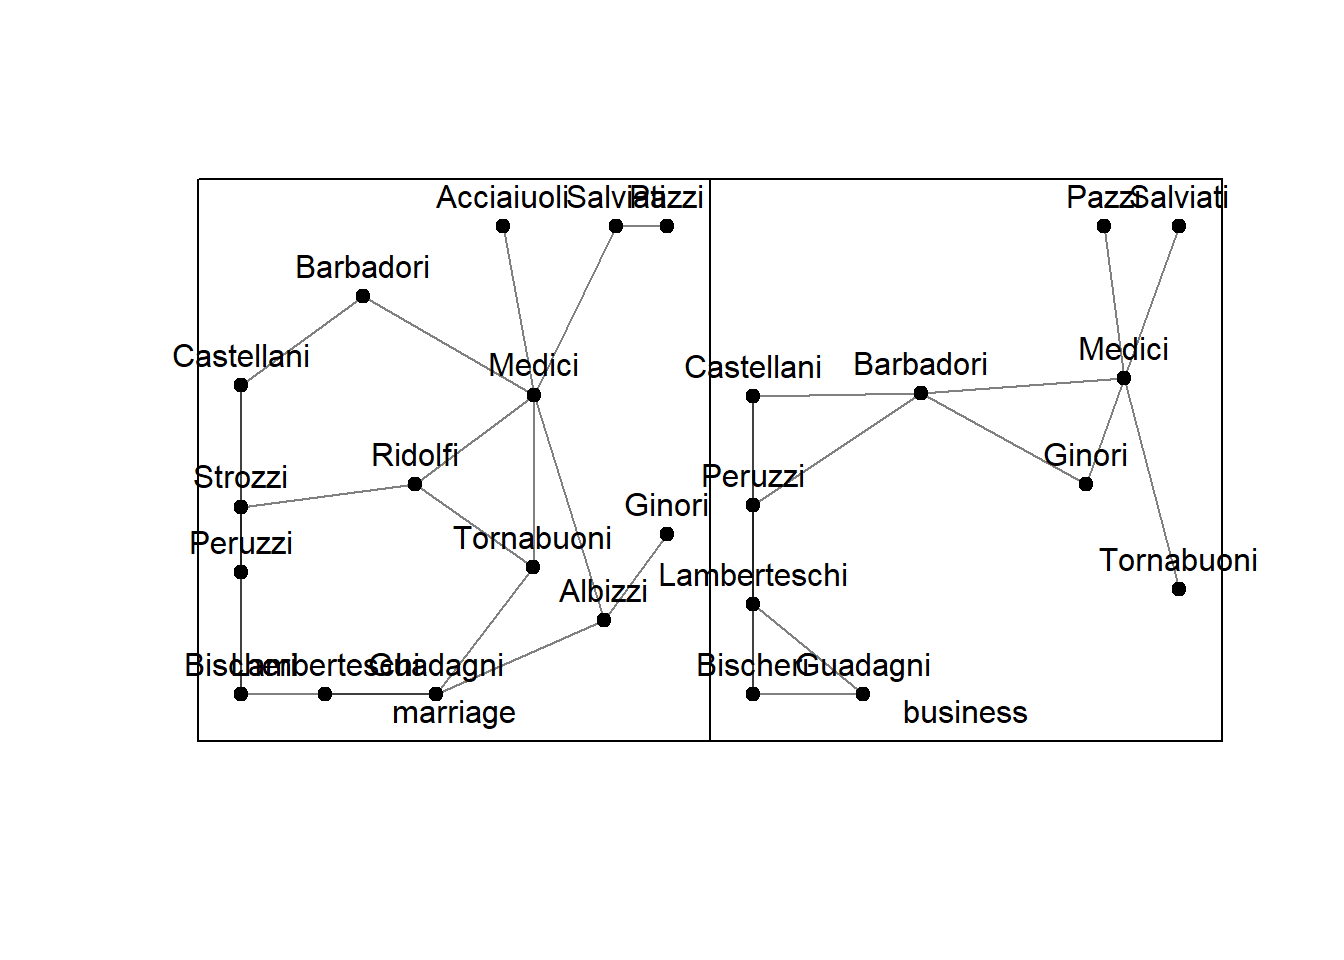 Acciaiuoli
Salviati
Pazzi
Barbadori
Castellani
Medici
Ridolfi
Strozzi
Ginori
Peruzzi
Tornabuoni
Albizzi
Bischeri
Lamberteschi
Guadagni
marriage
Pazzi
Salviati
Medici
Barbadori
Castellani
Ginori
Peruzzi
Tornabuoni
Lamberteschi
Bischeri
Guadagni
business